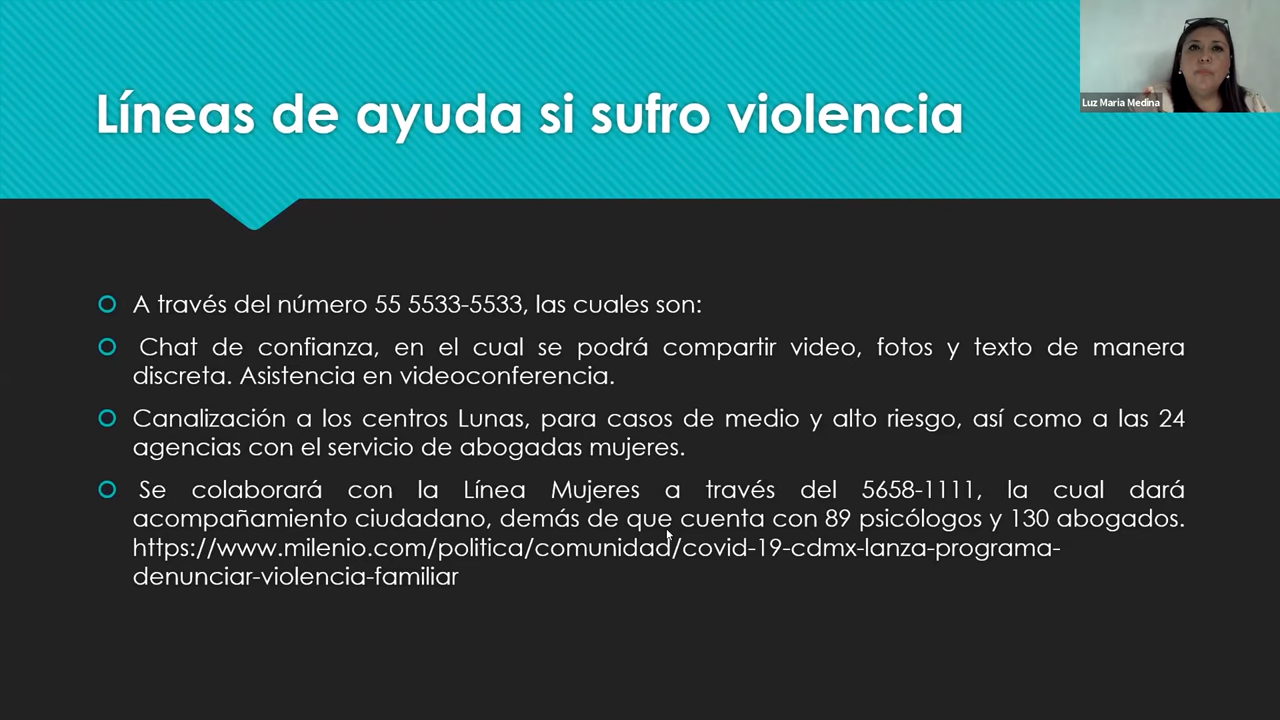 Líneas de ayuda si sufro violencia
Luz Maria Medina
A través del número 55 5533-5533, las cuales son:
Chat de confianza, en el cual se podrá compartir video, fotos y texto de manera
discreta. Asistencia en videoconferencia.
Canalización a los centros Lunas, para casos de medio y alto riesgo, así como a las 24
agencias con el servicio de abogadas mujeres.
Se colaborará con la Línea Mujeres a través del 5658-1111, la cual dará
acompañamiento ciudadano, demás de que cuenta con 89 psicólogos y 130 abogados.
https://www.milenio.com/politica/comunidad/covid-19-cdmx-lanza-programa-
denunciar-violencia-familiar